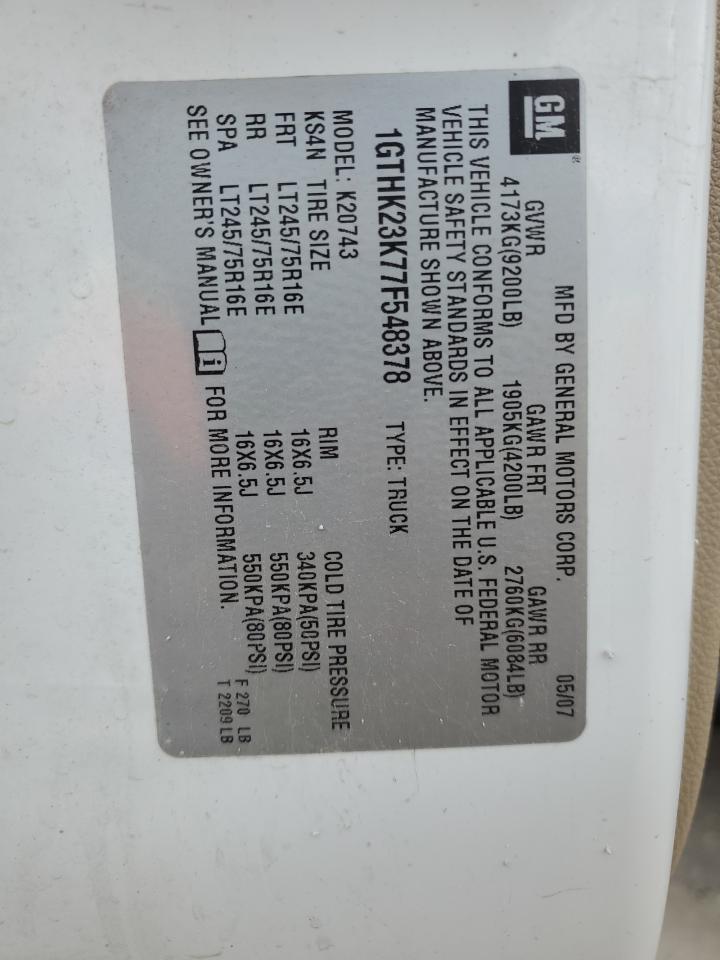 GM®
MFD BY GENERAL MOTORS CORP. 05/07
GVWR GAWR FRT GAWR RR
4173KG(9200LB) 1905KG(4200LB) 2760KG(6084LB)
THIS VEHICLE CONFORMS TO ALL APPLICABLE U.S. FEDERAL MOTOR
VEHICLE SAFETY STANDARDS IN EFFECT ON THE DATE OF
MANUFACTURE SHOWN ABOVE.
1GTHK23K77F548378 TYPE: TRUCK
MODEL: K20743
KS4N TIRE SIZE RIM COLD TIRE PRESSURE
FRT LT245/75R16E 16X6.5J 340KPA(50PSI)
RR LT245/75R16E 16X6.5J 550KPA(80PSI)
SPA LT245/75R16E 16X6.5J 550KPA(80PSI)
SEE OWNER'S MANUAL i FOR MORE INFORMATION.
F 270 LB
T 2209 LB